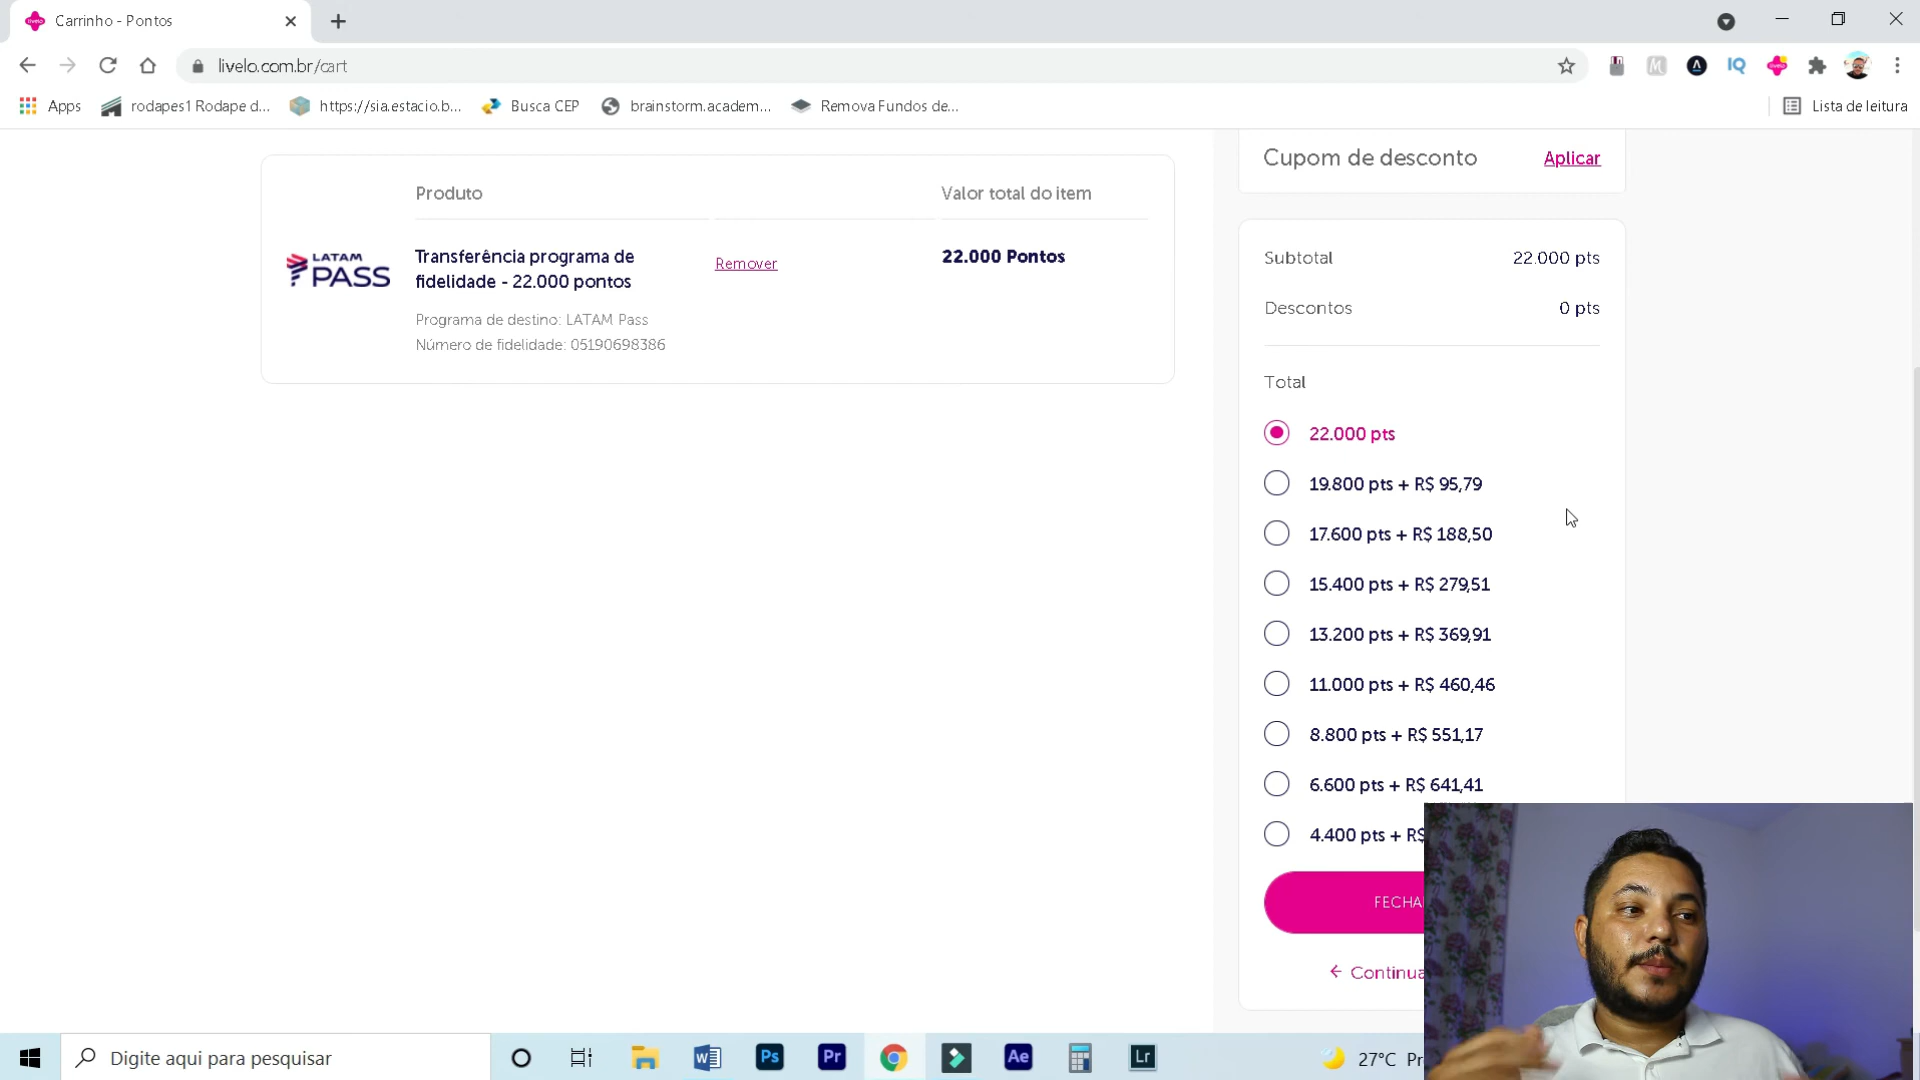 Carrinho - Pontos
livelo.com.br/cart
Apps
rodapes1 Rodape d...
https://sia.estacio.b...
Busca CEP
brainstorm.academ...
Remova Fundos de...
Lista de leitura
Produto
Valor total do item
LATAM
PASS
Transferência programa de
fidelidade - 22.000 pontos
Remover
22.000 Pontos
Programa de destino: LATAM Pass
Número de fidelidade: 05190698386
Cupom de desconto
Aplicar
Subtotal
22.000 pts
Descontos
0 pts
Total
22.000 pts
19.800 pts + R$ 95,79
17.600 pts + R$ 188,50
15.400 pts + R$ 279,51
13.200 pts + R$ 369,91
11.000 pts + R$ 460,46
8.800 pts + R$ 551,17
6.600 pts + R$ 641,41
4.400 pts + R$
FECHA
Continua
Digite aqui para pesquisar
Ps
Pr
Ae
Lr
27°C Pr
IQ